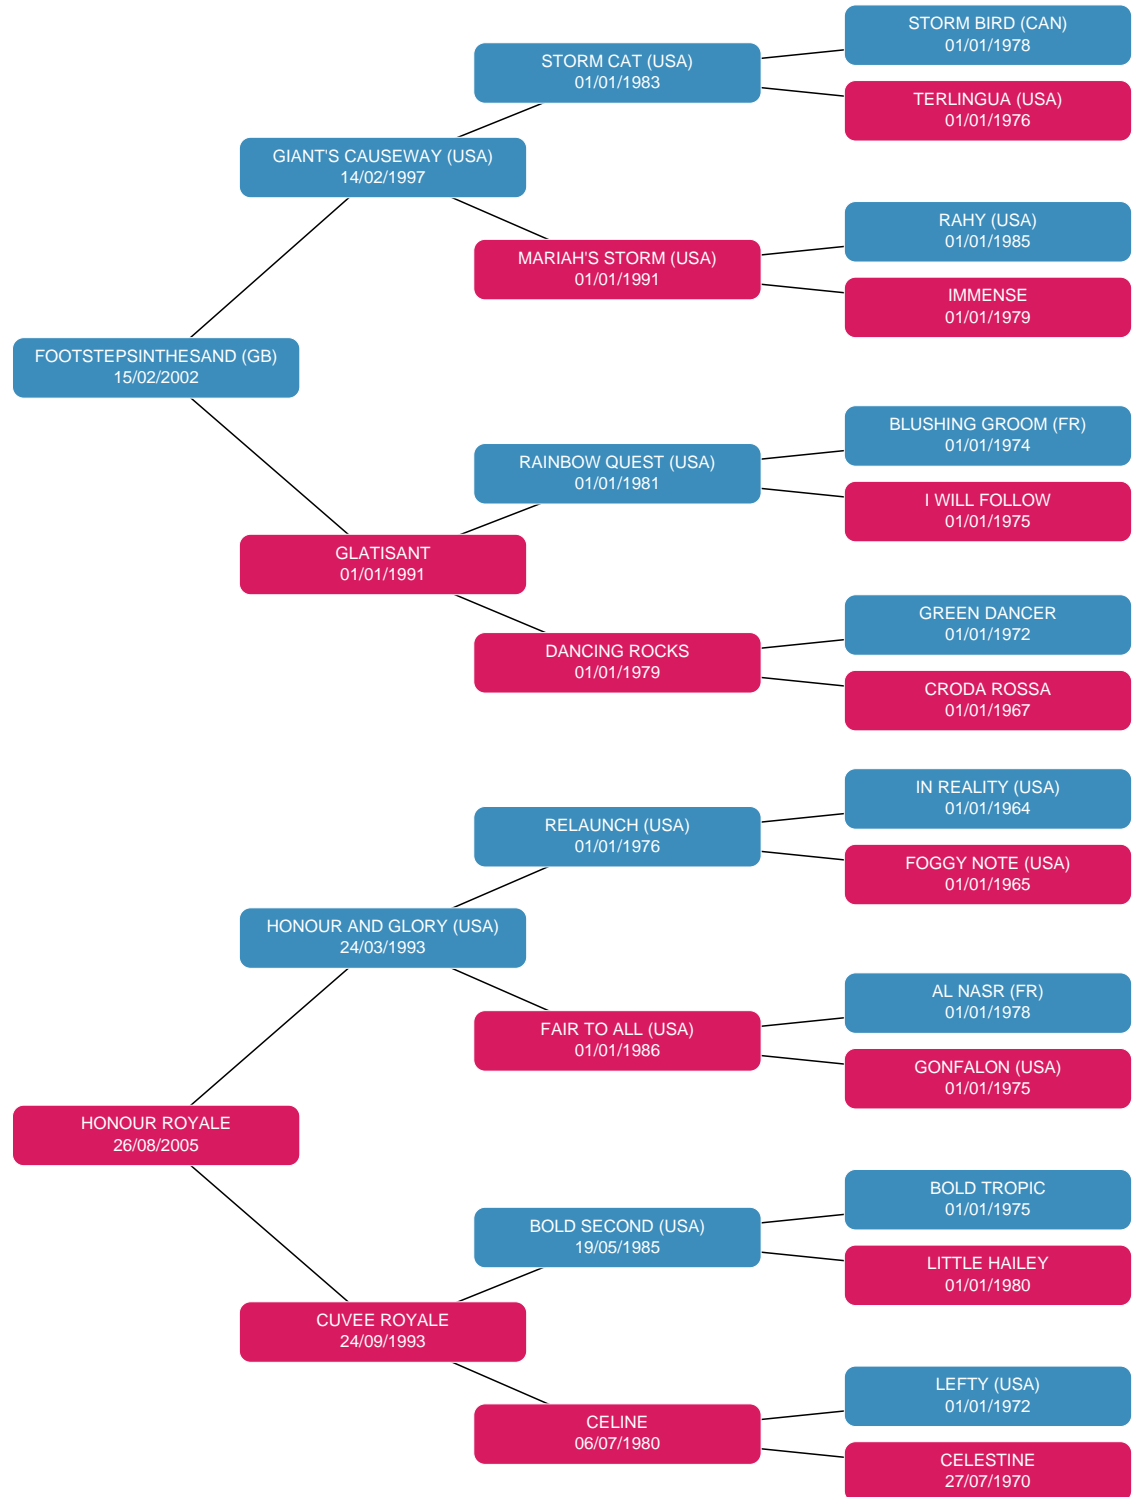 STORM BIRD (CAN)
01/01/1978
STORM CAT (USA)
01/01/1983
TERLINGUA (USA)
01/01/1976
GIANT'S CAUSEWAY (USA)
14/02/1997
RAHY (USA)
01/01/1985
MARIAH'S STORM (USA)
01/01/1991
IMMENSE
01/01/1979
FOOTSTEPSINTHESAND (GB)
15/02/2002
BLUSHING GROOM (FR)
01/01/1974
RAINBOW QUEST (USA)
01/01/1981
I WILL FOLLOW
01/01/1975
GLATISANT
01/01/1991
GREEN DANCER
01/01/1972
DANCING ROCKS
01/01/1979
CRODA ROSSA
01/01/1967
IN REALITY (USA)
01/01/1964
RELAUNCH (USA)
01/01/1976
FOGGY NOTE (USA)
01/01/1965
HONOUR AND GLORY (USA)
24/03/1993
AL NASR (FR)
01/01/1978
FAIR TO ALL (USA)
01/01/1986
GONFALON (USA)
01/01/1975
HONOUR ROYALE
26/08/2005
BOLD TROPIC
01/01/1975
BOLD SECOND (USA)
19/05/1985
LITTLE HAILEY
01/01/1980
CUVEE ROYALE
24/09/1993
LEFTY (USA)
01/01/1972
CELINE
06/07/1980
CELESTINE
27/07/1970